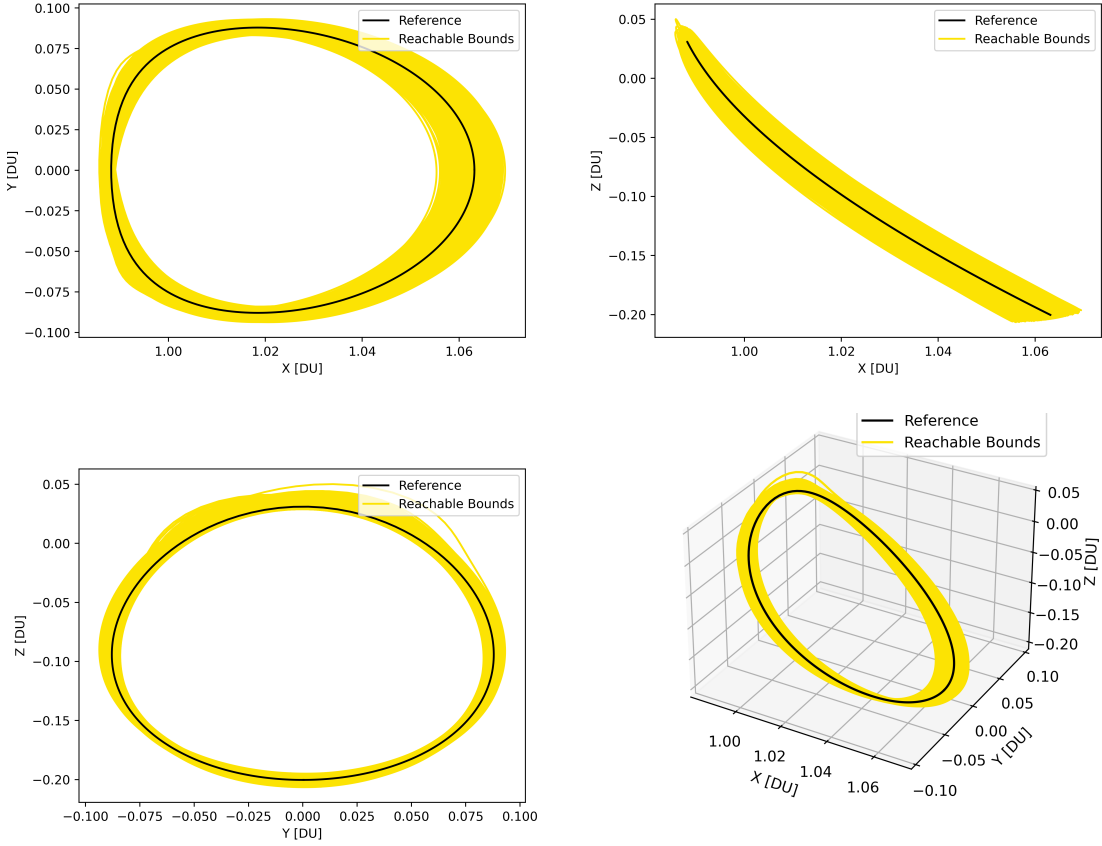 0.100
0.075
0.050
0.025
0.000
−0.025
−0.050
−0.075
−0.100
Y [DU]
1.00 1.02 1.04 1.06
X [DU]
Reference
Reachable Bounds
0.05
0.00
−0.05
−0.10
−0.15
−0.20
Z [DU]
1.00 1.02 1.04 1.06
X [DU]
Reference
Reachable Bounds
0.05
0.00
−0.05
−0.10
−0.15
−0.20
Z [DU]
−0.100 −0.075 −0.050 −0.025 0.000 0.025 0.050 0.075 0.100
Y [DU]
Reference
Reachable Bounds
Reference
Reachable Bounds
0.05
0.00
−0.05
−0.10
−0.15
−0.20
Z [DU]
0.10
0.05
0.00
−0.05
−0.10
Y [DU]
1.00
1.02
1.04
1.06
X [DU]